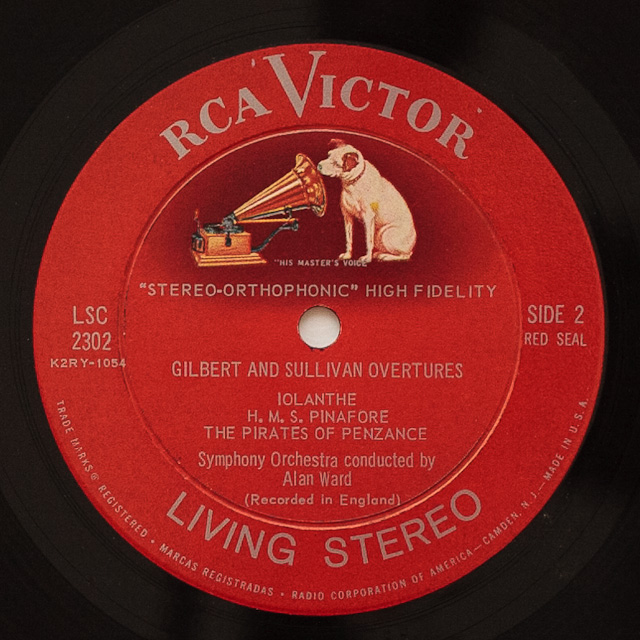 RCA VICTOR
"HIS MASTER'S VOICE"
"STEREO-ORTHOPHONIC" HIGH FIDELITY
LSC
2302
K2RY-1054
SIDE 2
RED SEAL
GILBERT AND SULLIVAN OVERTURES
IOLANTHE
H. M. S. PINAFORE
THE PIRATES OF PENZANCE
Symphony Orchestra conducted by
Alan Ward
(Recorded in England)
LIVING STEREO
TRADE MARKS® REGISTERED • MARCAS REGISTRADAS • RADIO CORPORATION OF AMERICA—CAMDEN, N. J.—MADE IN U. S. A.